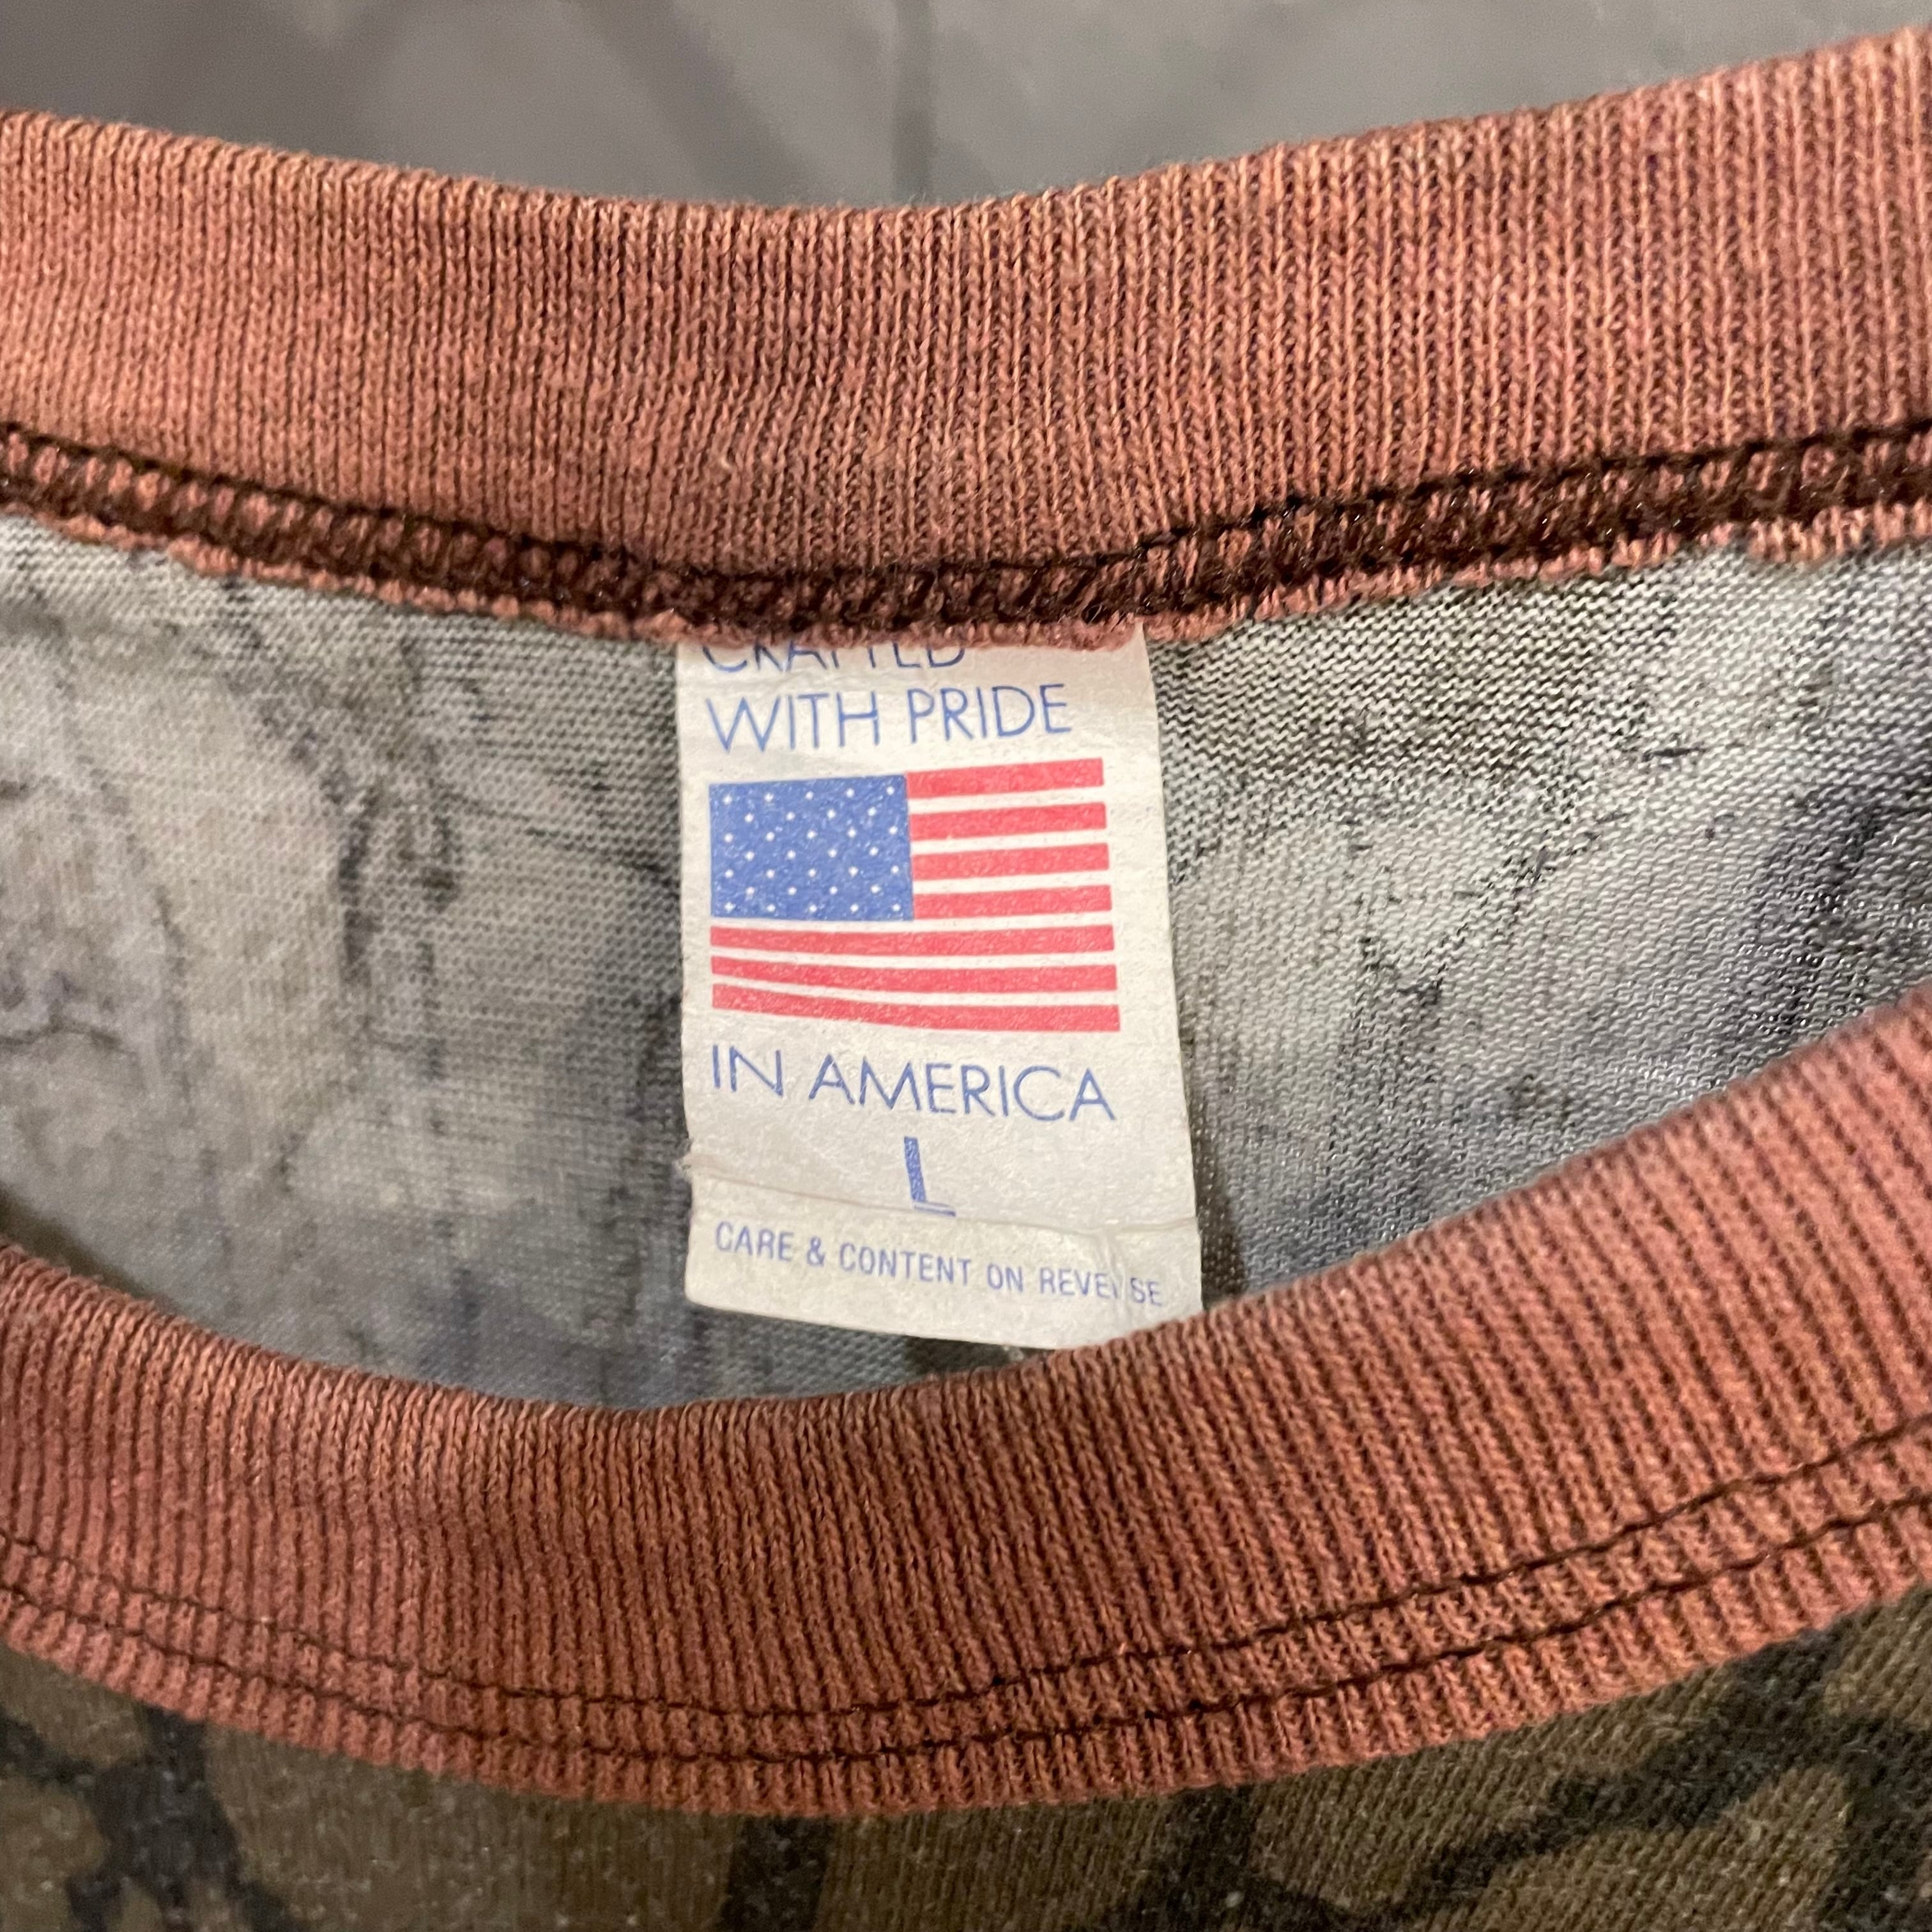 CRAFTED
WITH PRIDE
IN AMERICA
L
CARE & CONTENT ON REVERSE